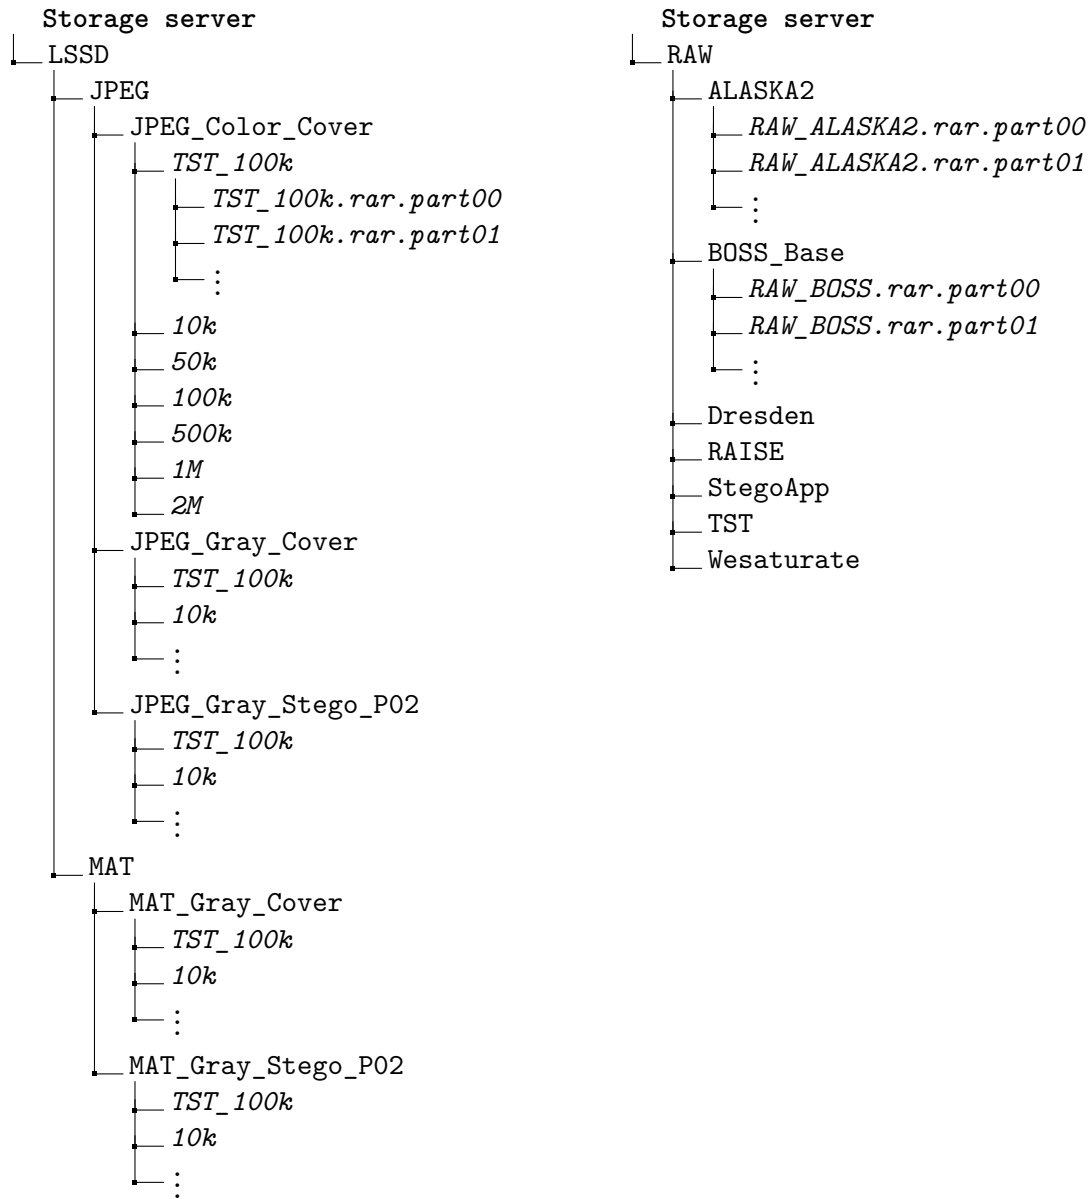 Storage server
LSSD
JPEG
JPEG_Color_Cover
TST_100k
TST_100k.rar.part00
TST_100k.rar.part01
⋮
10k
50k
100k
500k
1M
2M
JPEG_Gray_Cover
TST_100k
10k
⋮
JPEG_Gray_Stego_P02
TST_100k
10k
⋮
MAT
MAT_Gray_Cover
TST_100k
10k
⋮
MAT_Gray_Stego_P02
TST_100k
10k
⋮
Storage server
RAW
ALASKA2
RAW_ALASKA2.rar.part00
RAW_ALASKA2.rar.part01
⋮
BOSS_Base
RAW_BOSS.rar.part00
RAW_BOSS.rar.part01
⋮
Dresden
RAISE
StegoApp
TST
Wesaturate